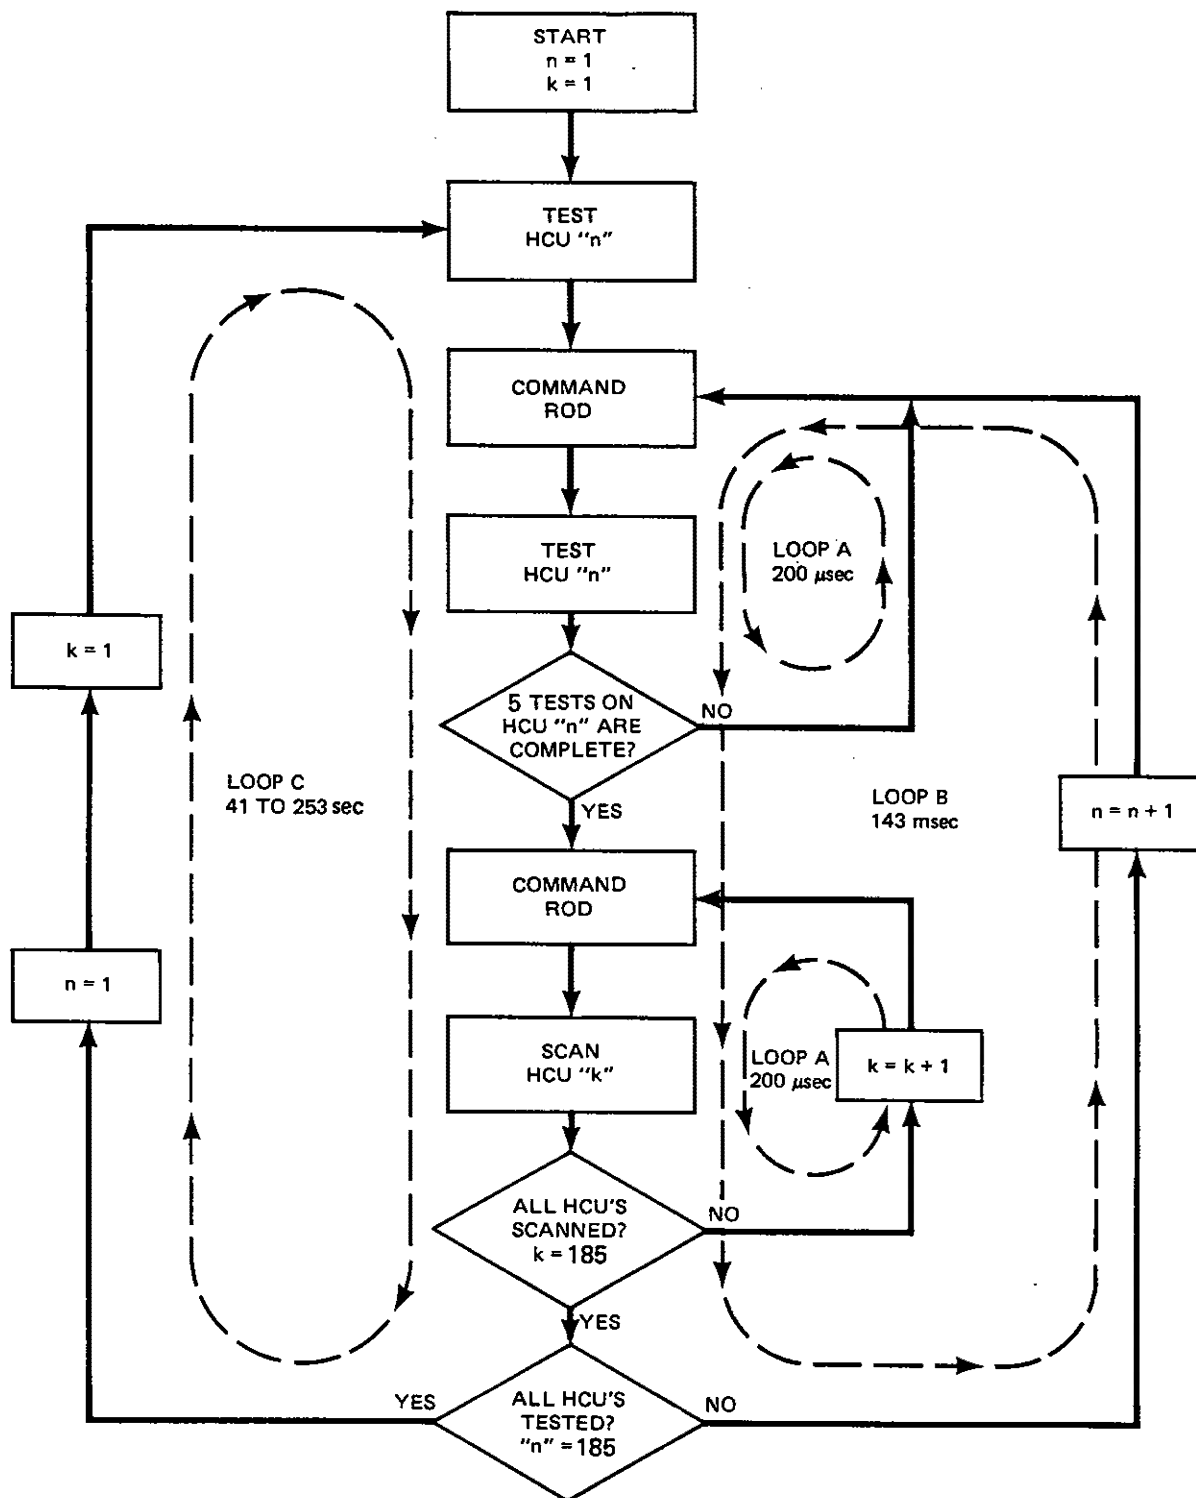 START
n = 1
k = 1
TEST
HCU "n"
COMMAND
ROD
TEST
HCU "n"
LOOP A
200 μsec
k = 1
5 TESTS ON
HCU "n" ARE
COMPLETE?
NO
YES
LOOP C
41 TO 253 sec
LOOP B
143 msec
n = n + 1
COMMAND
ROD
n = 1
SCAN
HCU "k"
LOOP A
200 μsec
k = k + 1
ALL HCU'S
SCANNED?
k = 185
NO
YES
ALL HCU'S
TESTED?
"n" = 185
YES
NO